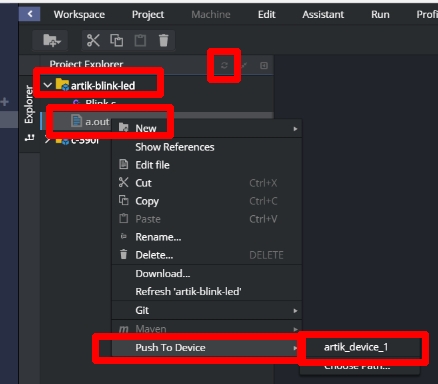 Workspace Project Machine Edit Assistant Run Profi
Project Explorer
Explorer
artik-blink-led
Blink.c
a.out
c-390f
New
Show References
Edit file
Cut Ctrl+X
Copy Ctrl+C
Paste Ctrl+V
Rename...
Delete... DELETE
Download...
Refresh 'artik-blink-led'
Git
Maven
Push To Device
artik_device_1
Choose Path...